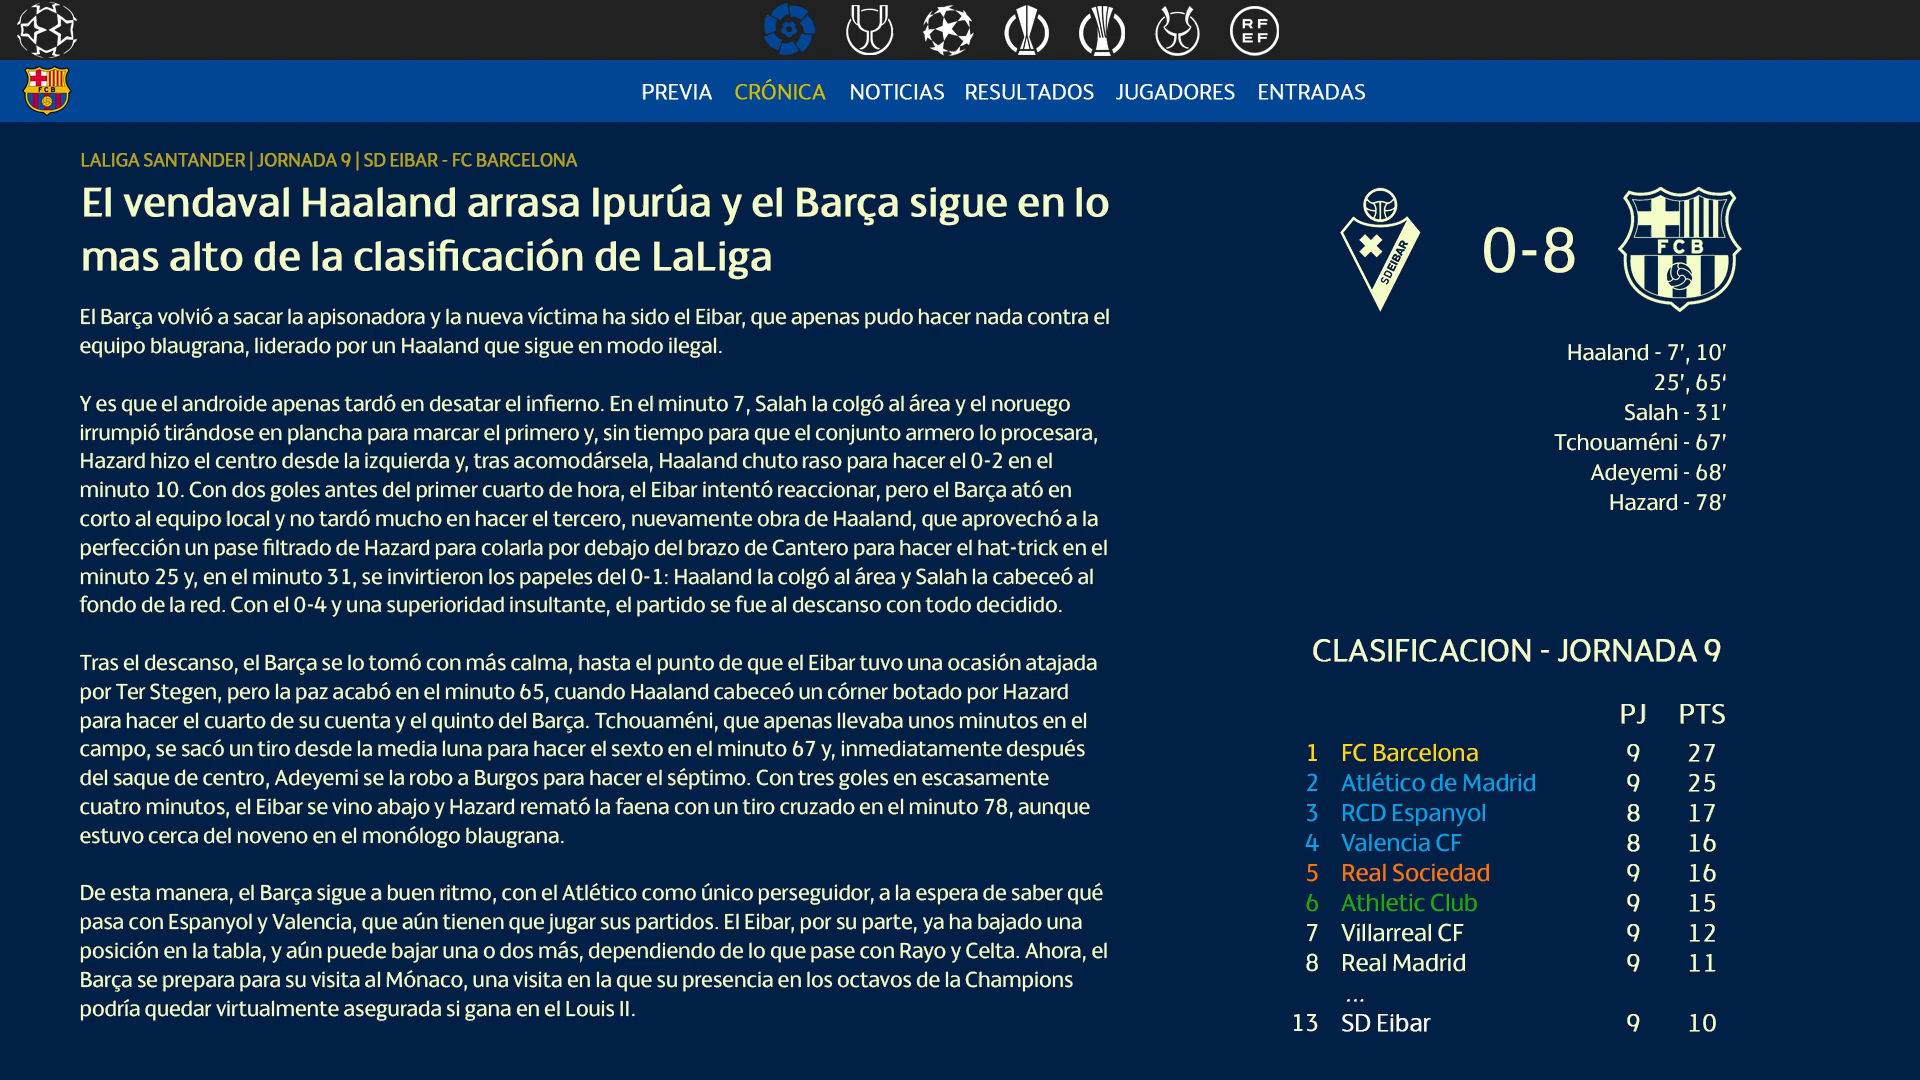 RF
EF
FCB
PREVIA CRÓNICA NOTICIAS RESULTADOS JUGADORES ENTRADAS
LALIGA SANTANDER | JORNADA 9 | SD EIBAR - FC BARCELONA
El vendaval Haaland arrasa Ipurúa y el Barça sigue en lo
mas alto de la clasificación de LaLiga
El Barça volvió a sacar la apisonadora y la nueva víctima ha sido el Eibar, que apenas pudo hacer nada contra el
equipo blaugrana, liderado por un Haaland que sigue en modo ilegal.
Y es que el androide apenas tardó en desatar el infierno. En el minuto 7, Salah la colgó al área y el noruego
irrumpió tirándose en plancha para marcar el primero y, sin tiempo para que el conjunto armero lo procesara,
Hazard hizo el centro desde la izquierda y, tras acomodársela, Haaland chuto raso para hacer el 0-2 en el
minuto 10. Con dos goles antes del primer cuarto de hora, el Eibar intentó reaccionar, pero el Barça ató en
corto al equipo local y no tardó mucho en hacer el tercero, nuevamente obra de Haaland, que aprovechó a la
perfección un pase filtrado de Hazard para colarla por debajo del brazo de Cantero para hacer el hat-trick en el
minuto 25 y, en el minuto 31, se invirtieron los papeles del 0-1: Haaland la colgó al área y Salah la cabeceó al
fondo de la red. Con el 0-4 y una superioridad insultante, el partido se fue al descanso con todo decidido.
Tras el descanso, el Barça se lo tomó con más calma, hasta el punto de que el Eibar tuvo una ocasión atajada
por Ter Stegen, pero la paz acabó en el minuto 65, cuando Haaland cabeceó un córner botado por Hazard
para hacer el cuarto de su cuenta y el quinto del Barça. Tchouaméni, que apenas llevaba unos minutos en el
campo, se sacó un tiro desde la media luna para hacer el sexto en el minuto 67 y, inmediatamente después
del saque de centro, Adeyemi se la robo a Burgos para hacer el séptimo. Con tres goles en escasamente
cuatro minutos, el Eibar se vino abajo y Hazard remató la faena con un tiro cruzado en el minuto 78, aunque
estuvo cerca del noveno en el monólogo blaugrana.
De esta manera, el Barça sigue a buen ritmo, con el Atlético como único perseguidor, a la espera de saber qué
pasa con Espanyol y Valencia, que aún tienen que jugar sus partidos. El Eibar, por su parte, ya ha bajado una
posición en la tabla, y aún puede bajar una o dos más, dependiendo de lo que pase con Rayo y Celta. Ahora, el
Barça se prepara para su visita al Mónaco, una visita en la que su presencia en los octavos de la Champions
podría quedar virtualmente asegurada si gana en el Louis II.
SD EIBAR
0-8
FCB
Haaland - 7’, 10’
25’, 65‘
Salah - 31’
Tchouaméni - 67’
Adeyemi - 68’
Hazard - 78’
CLASIFICACION - JORNADA 9
PJ PTS
1 FC Barcelona 9 27
2 Atlético de Madrid 9 25
3 RCD Espanyol 8 17
4 Valencia CF 8 16
5 Real Sociedad 9 16
6 Athletic Club 9 15
7 Villarreal CF 9 12
8 Real Madrid 9 11
...
13 SD Eibar 9 10